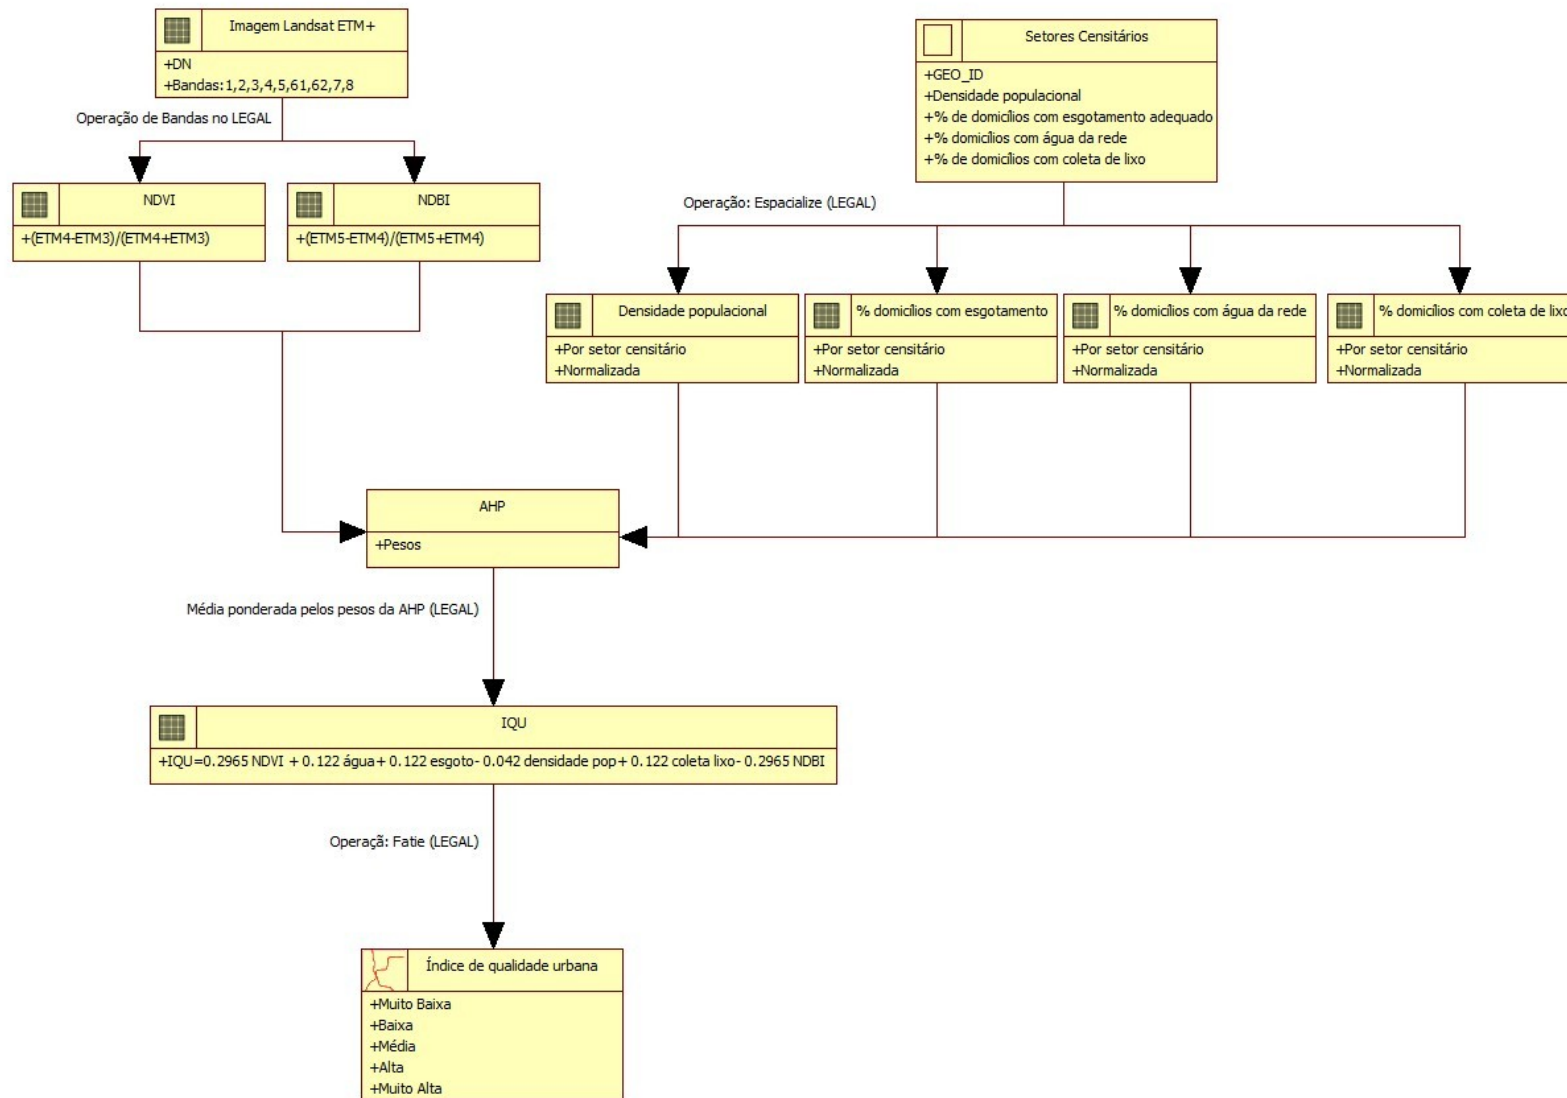 Imagem Landsat ETM+
+DN
+Bandas:1,2,3,4,5,61,62,7,8
Setores Censitários
+GEO_ID
+Densidade populacional
+% de domicílios com esgotamento adequado
+% domicílios com água da rede
+% de domicílios com coleta de lixo
Operação de Bandas no LEGAL
NDVI
+(ETM4-ETM3)/(ETM4+ETM3)
NDBI
+(ETM5-ETM4)/(ETM5+ETM4)
Operação: Espacialize (LEGAL)
Densidade populacional
+Por setor censitário
+Normalizada
% domicílios com esgotamento
+Por setor censitário
+Normalizada
% domicílios com água da rede
+Por setor censitário
+Normalizada
% domicílios com coleta de lixo
+Por setor censitário
+Normalizada
AHP
+Pesos
Média ponderada pelos pesos da AHP (LEGAL)
IQU
+IQU=0.2965 NDVI + 0.122 água+ 0.122 esgoto- 0.042 densidade pop+ 0.122 coleta lixo- 0.2965 NDBI
Operaçã: Fatie (LEGAL)
Índice de qualidade urbana
+Muito Baixa
+Baixa
+Média
+Alta
+Muito Alta